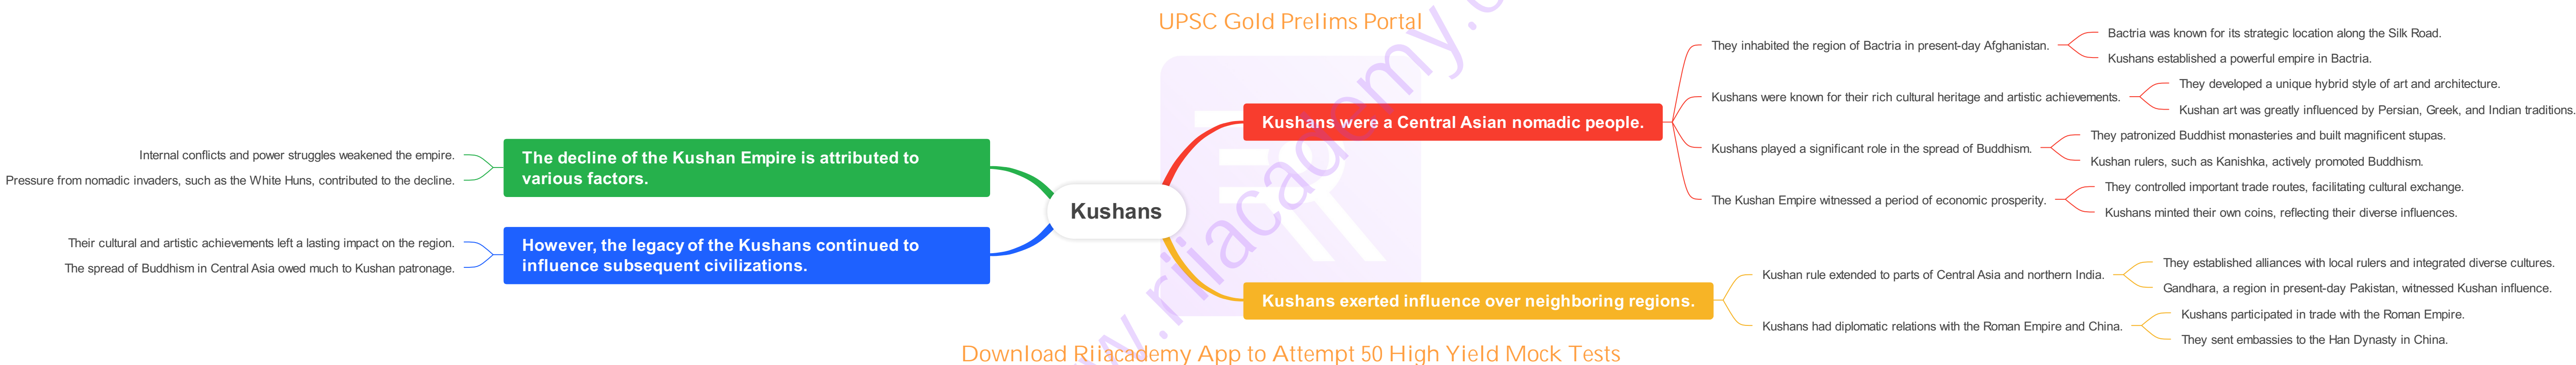 UPSC Gold Prelims Portal
Kushans
Kushans were a Central Asian nomadic people.
They inhabited the region of Bactria in present-day Afghanistan.
Bactria was known for its strategic location along the Silk Road.
Kushans established a powerful empire in Bactria.
Kushans were known for their rich cultural heritage and artistic achievements.
They developed a unique hybrid style of art and architecture.
Kushan art was greatly influenced by Persian, Greek, and Indian traditions.
Kushans played a significant role in the spread of Buddhism.
They patronized Buddhist monasteries and built magnificent stupas.
Kushan rulers, such as Kanishka, actively promoted Buddhism.
The Kushan Empire witnessed a period of economic prosperity.
They controlled important trade routes, facilitating cultural exchange.
Kushans minted their own coins, reflecting their diverse influences.
Kushans exerted influence over neighboring regions.
Kushan rule extended to parts of Central Asia and northern India.
They established alliances with local rulers and integrated diverse cultures.
Gandhara, a region in present-day Pakistan, witnessed Kushan influence.
Kushans had diplomatic relations with the Roman Empire and China.
Kushans participated in trade with the Roman Empire.
They sent embassies to the Han Dynasty in China.
The decline of the Kushan Empire is attributed to
various factors.
Internal conflicts and power struggles weakened the empire.
Pressure from nomadic invaders, such as the White Huns, contributed to the decline.
However, the legacy of the Kushans continued to
influence subsequent civilizations.
Their cultural and artistic achievements left a lasting impact on the region.
The spread of Buddhism in Central Asia owed much to Kushan patronage.
Download Riiacademy App to Attempt 50 High Yield Mock Tests
w.riiacademy.c